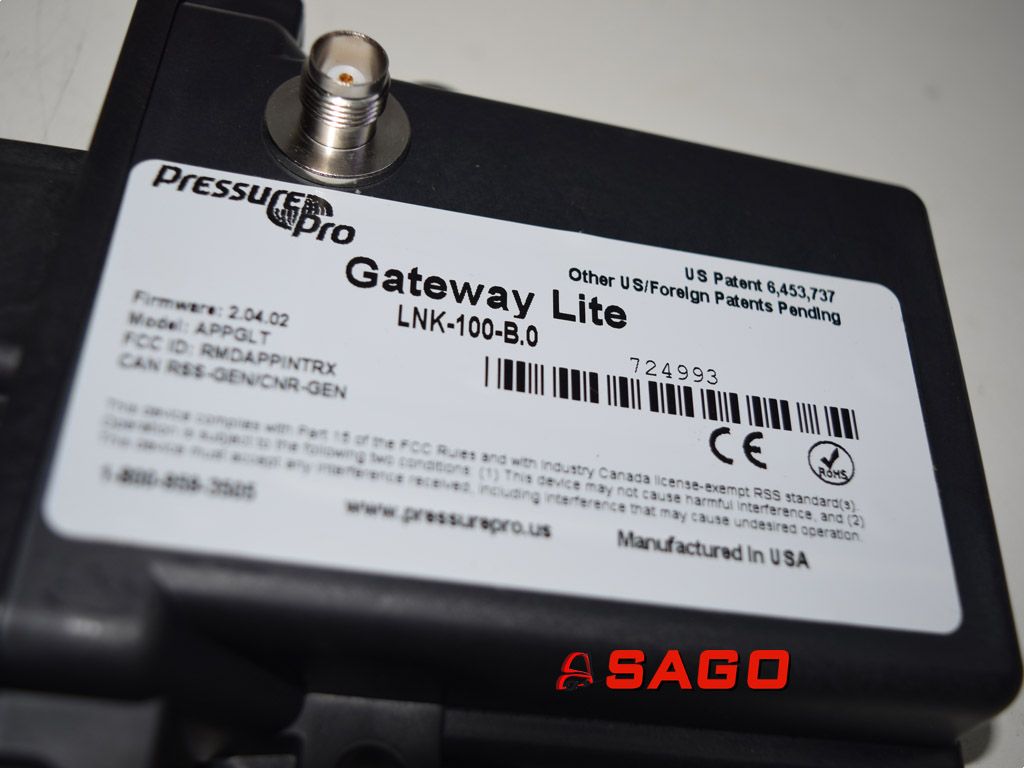 PressurePro
Gateway Lite
LNK-100-B.0
US Patent 6,453,737
Other US/Foreign Patents Pending
Firmware: 2.04.02
Model: APPGLT
FCC ID: RMDAPPINTRX
CAN RSS-GEN/CNR-GEN
724993
CE
RoHS
This device complies with Part 15 of the FCC Rules and with Industry Canada license-exempt RSS standard(s).
Operation is subject to the following two conditions: (1) This device may not cause harmful interference, and (2)
This device must accept any interference received, including interference that may cause undesired operation.
1-800-959-3505
www.pressurepro.us
Manufactured in USA
SAGO